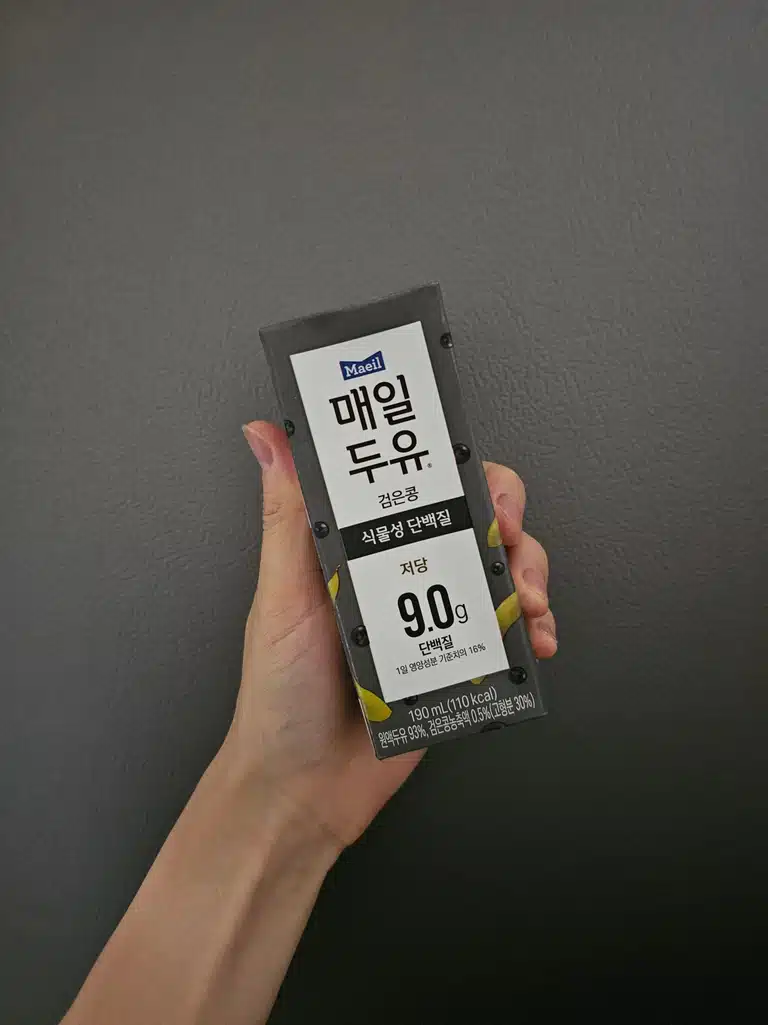 Maeil
매일
두유®
검은콩
식물성 단백질
저당
9.0g
단백질
1일 영양성분 기준치의 16%
190 mL(110 kcal)
원액두유 93%, 검은콩농축액 0.5%(고형분 30%)